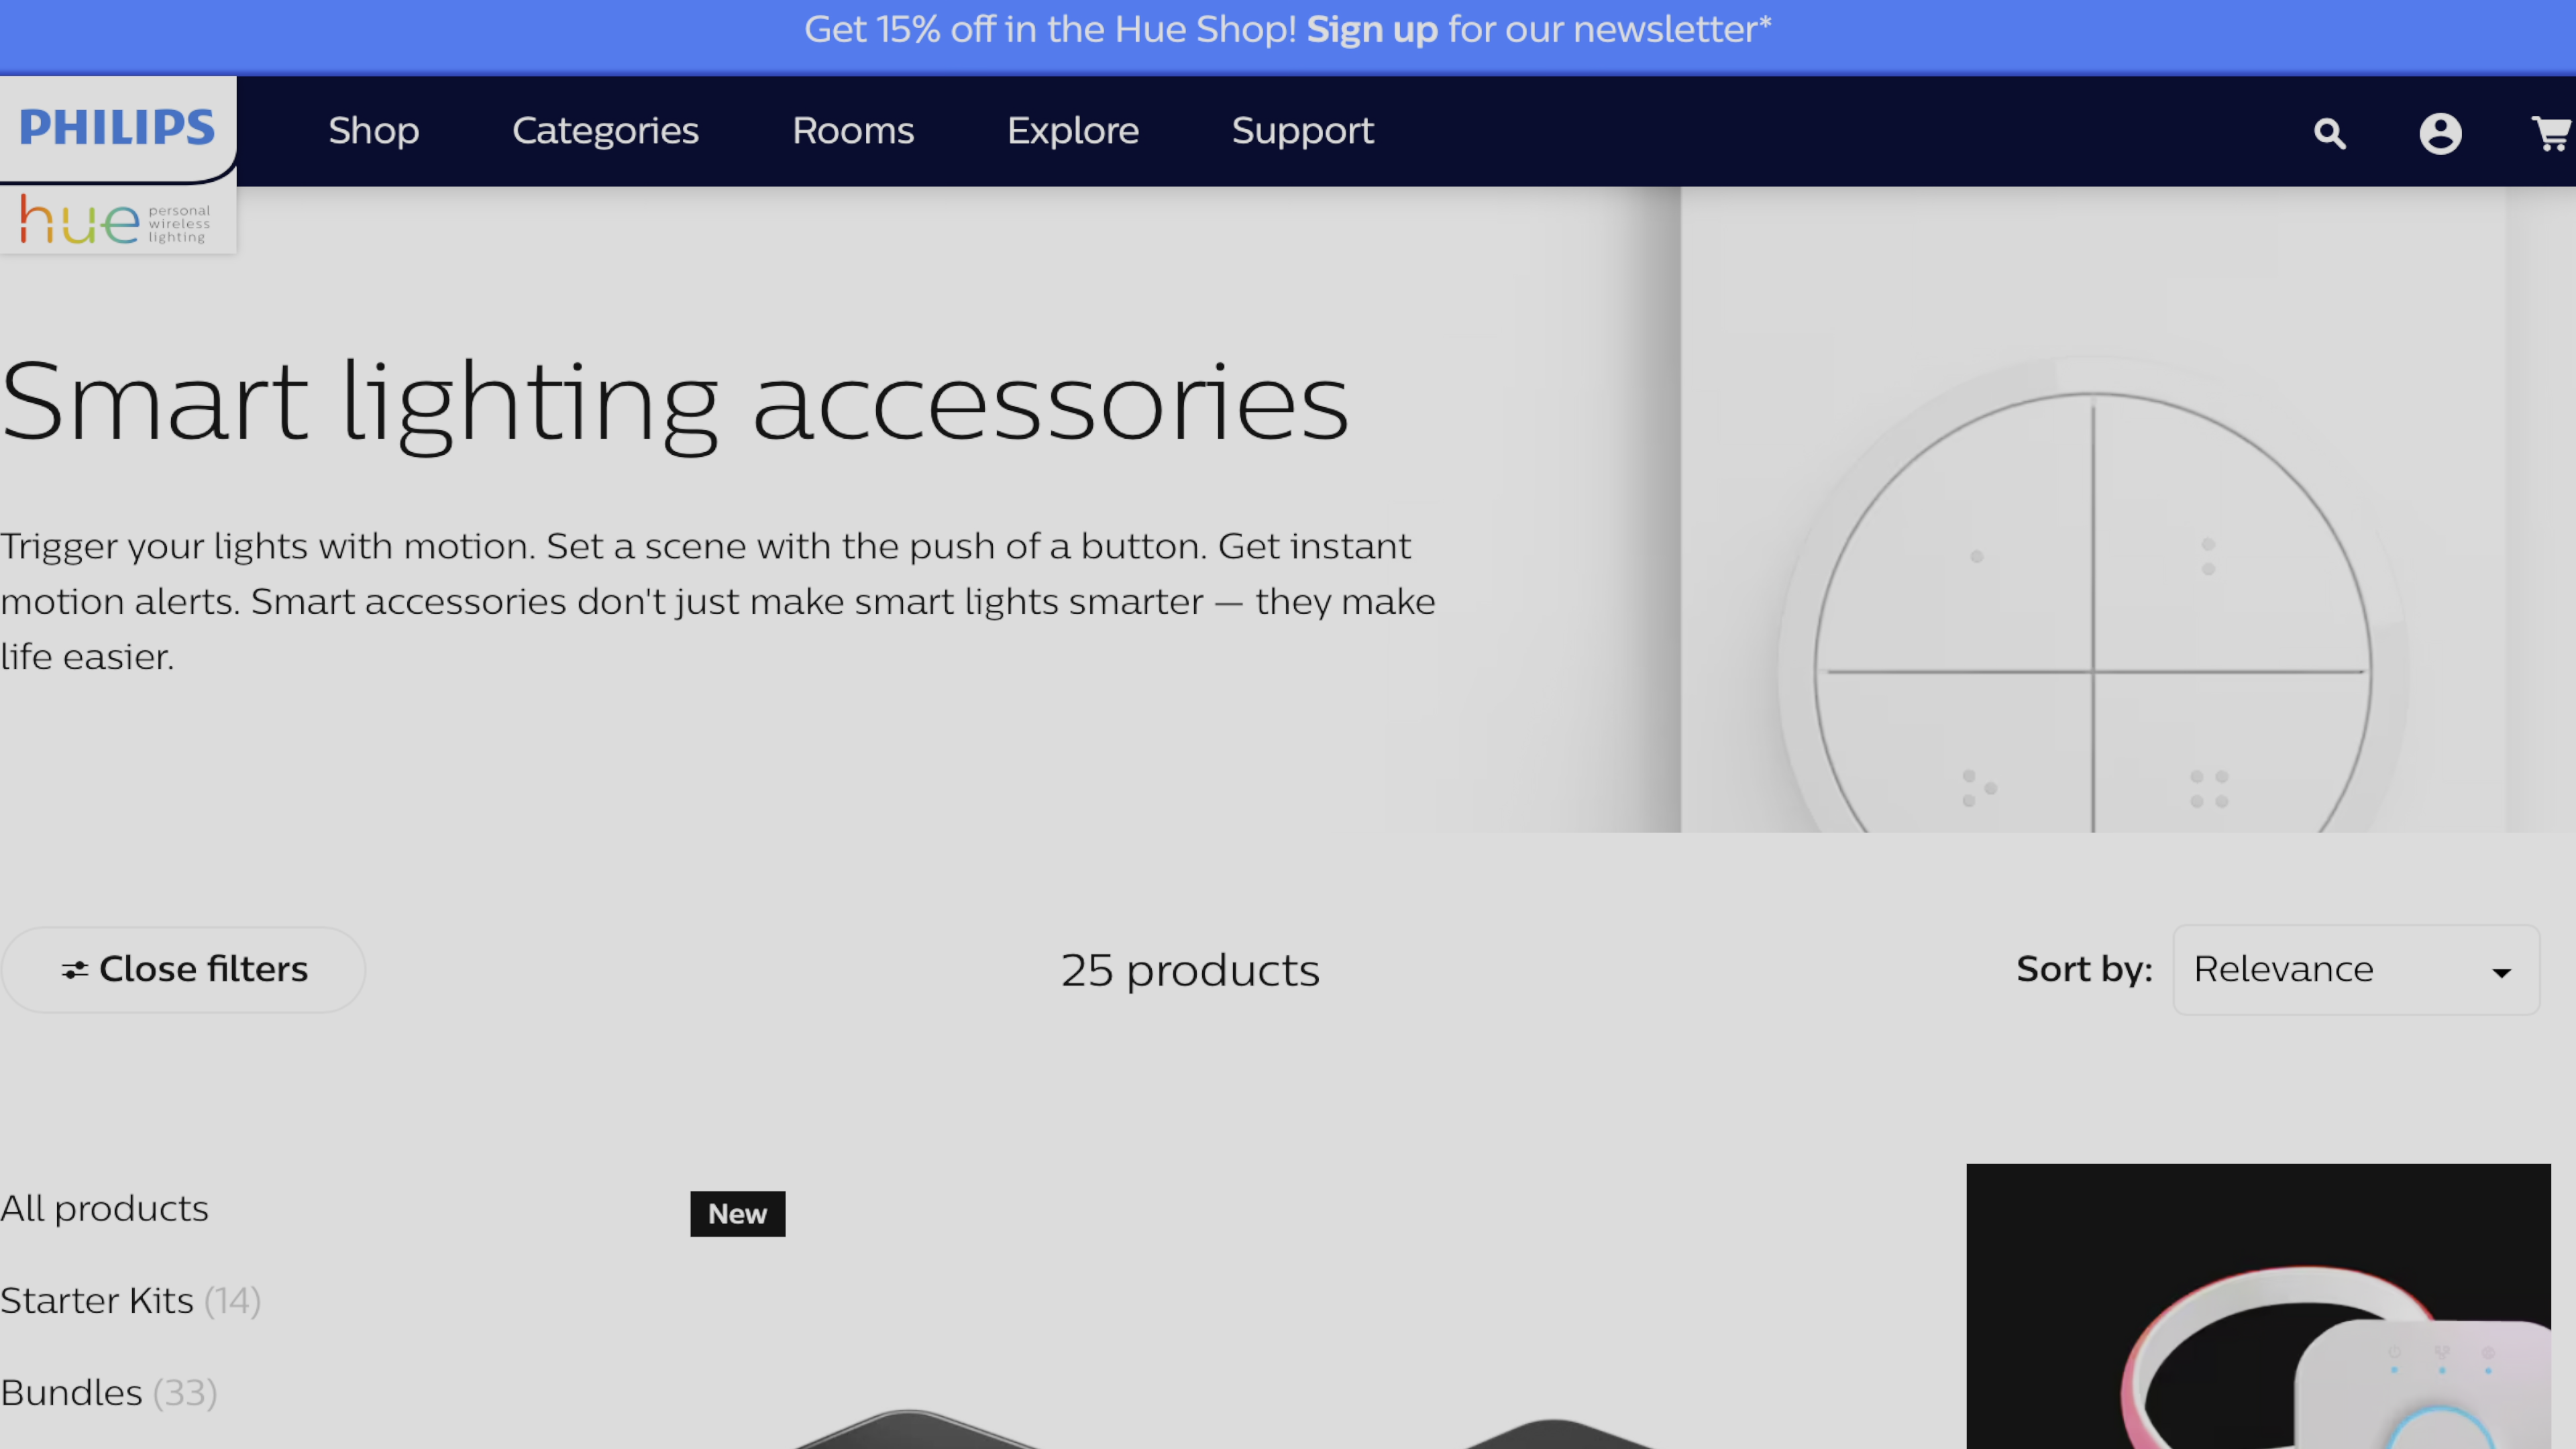 Get 15% off in the Hue Shop! Sign up for our newsletter*
PHILIPS
Shop Categories Rooms Explore Support
hue personal wireless lighting
Smart lighting accessories
Trigger your lights with motion. Set a scene with the push of a button. Get instant
motion alerts. Smart accessories don't just make smart lights smarter — they make
life easier.
Close filters
25 products
Sort by: Relevance
All products
New
Starter Kits (14)
Bundles (33)